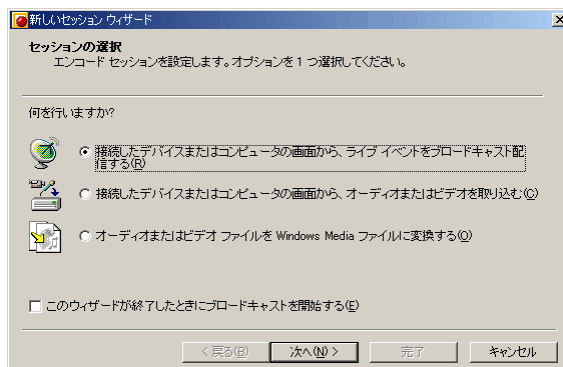 新しいセッション ウィザード
セッションの選択
エンコード セッションを設定します。オプションを 1 つ選択してください。
何を行いますか?
接続したデバイスまたはコンピュータの画面から、ライブ イベントをブロードキャスト配
信する(R)
接続したデバイスまたはコンピュータの画面から、オーディオまたはビデオを取り込む(C)
オーディオまたはビデオ ファイルを Windows Media ファイルに変換する(O)
このウィザードが終了したときにブロードキャストを開始する(E)
< 戻る(B)
次へ(N) >
完了
キャンセル